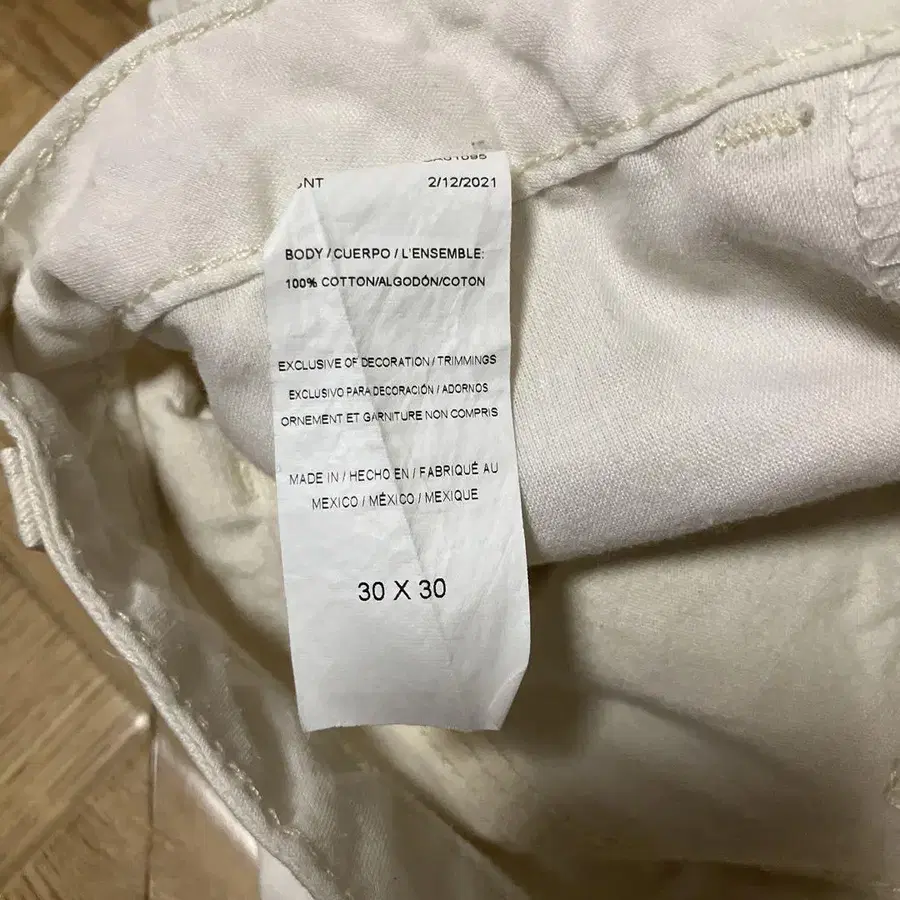 2/12/2021
BODY / CUERPO / L'ENSEMBLE:
100% COTTON/ALGODÓN/COTON
EXCLUSIVE OF DECORATION / TRIMMINGS
EXCLUSIVO PARA DECORACIÓN / ADORNOS
ORNEMENT ET GARNITURE NON COMPRIS
MADE IN / HECHO EN / FABRIQUÉ AU
MEXICO / MÉXICO / MEXIQUE
30 X 30